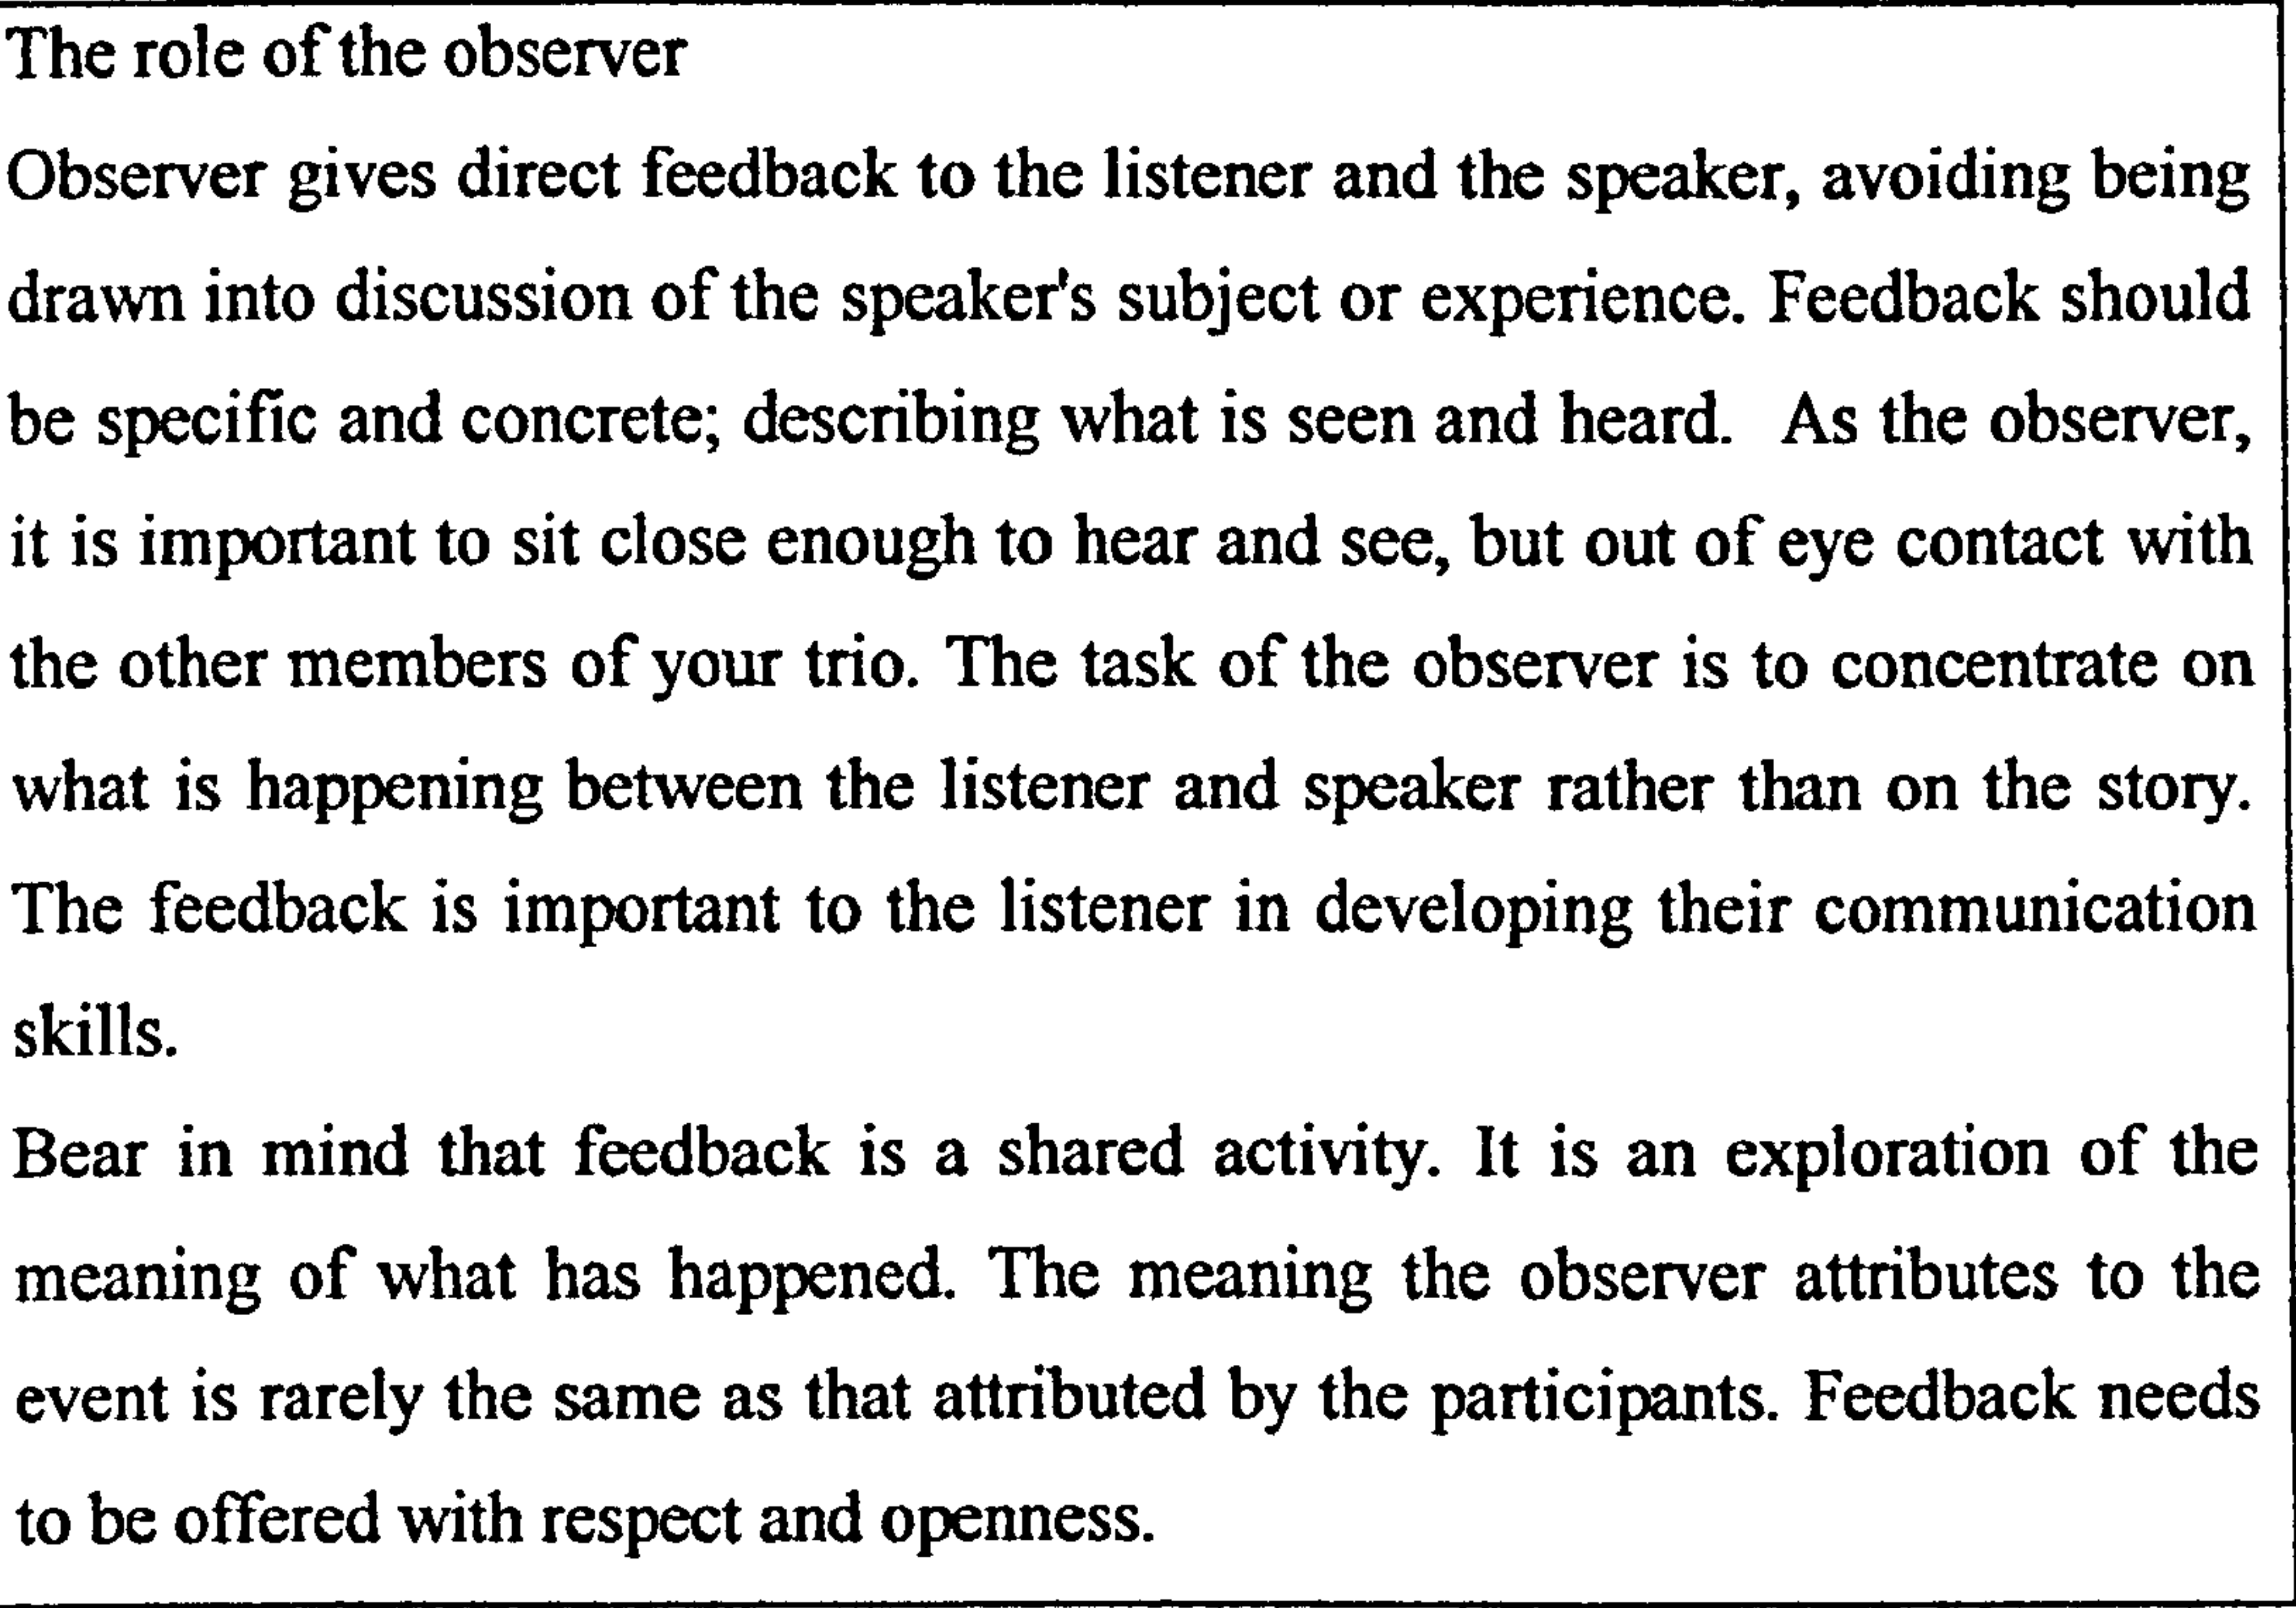 The role of the observer
Observer gives direct feedback to the listener and the speaker, avoiding being
drawn into discussion of the speaker's subject or experience. Feedback should
be specific and concrete; describing what is seen and heard.  As the observer,
it is important to sit close enough to hear and see, but out of eye contact with
the other members of your trio. The task of the observer is to concentrate on
what is happening between the listener and speaker rather than on the story.
The feedback is important to the listener in developing their communication
skills.
Bear in mind that feedback is a shared activity. It is an exploration of the
meaning of what has happened. The meaning the observer attributes to the
event is rarely the same as that attributed by the participants. Feedback needs
to be offered with respect and openness.